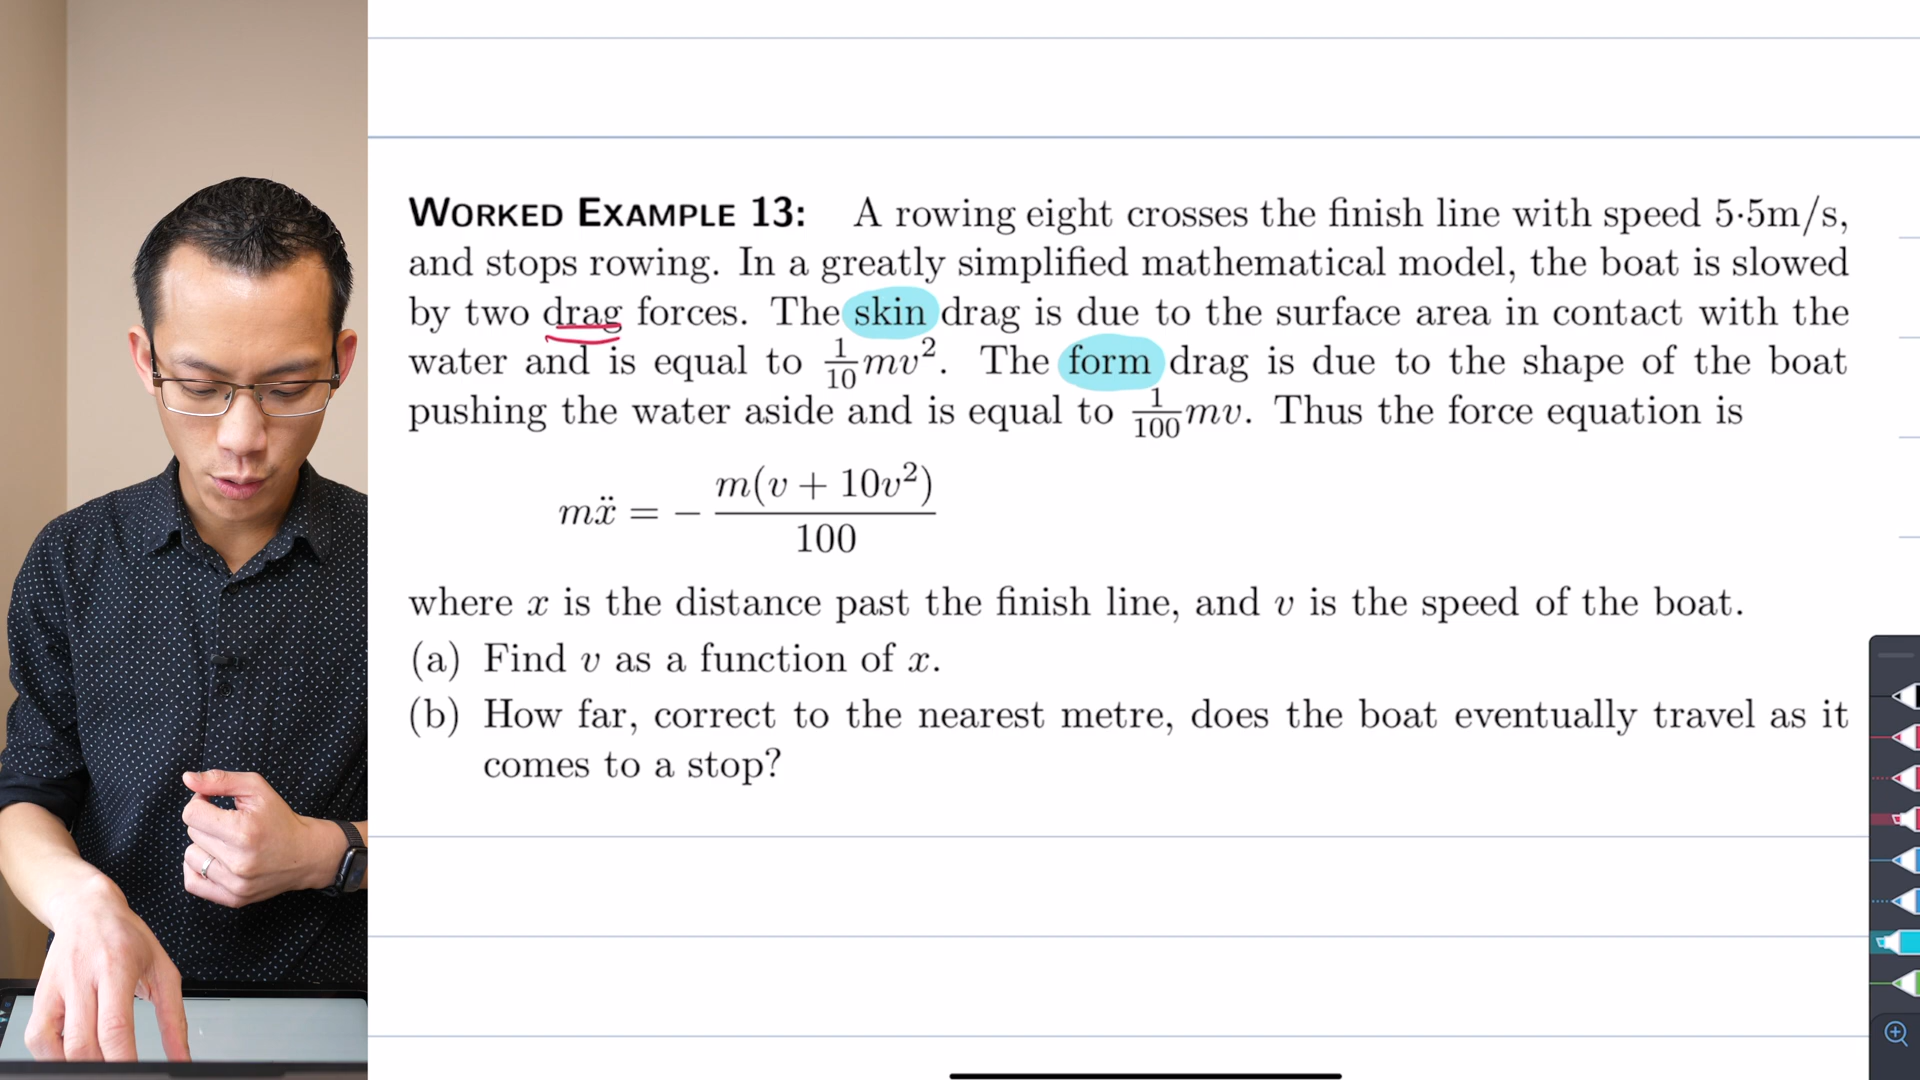 WORKED EXAMPLE 13: A rowing eight crosses the finish line with speed 5·5m/s,
and stops rowing. In a greatly simplified mathematical model, the boat is slowed
by two drag forces. The skin drag is due to the surface area in contact with the
water and is equal to \frac{1}{10}mv². The form drag is due to the shape of the boat
pushing the water aside and is equal to \frac{1}{100}mv. Thus the force equation is
mẍ = − \frac{m(v + 10v²)}{100}
where x is the distance past the finish line, and v is the speed of the boat.
(a) Find v as a function of x.
(b) How far, correct to the nearest metre, does the boat eventually travel as it
comes to a stop?